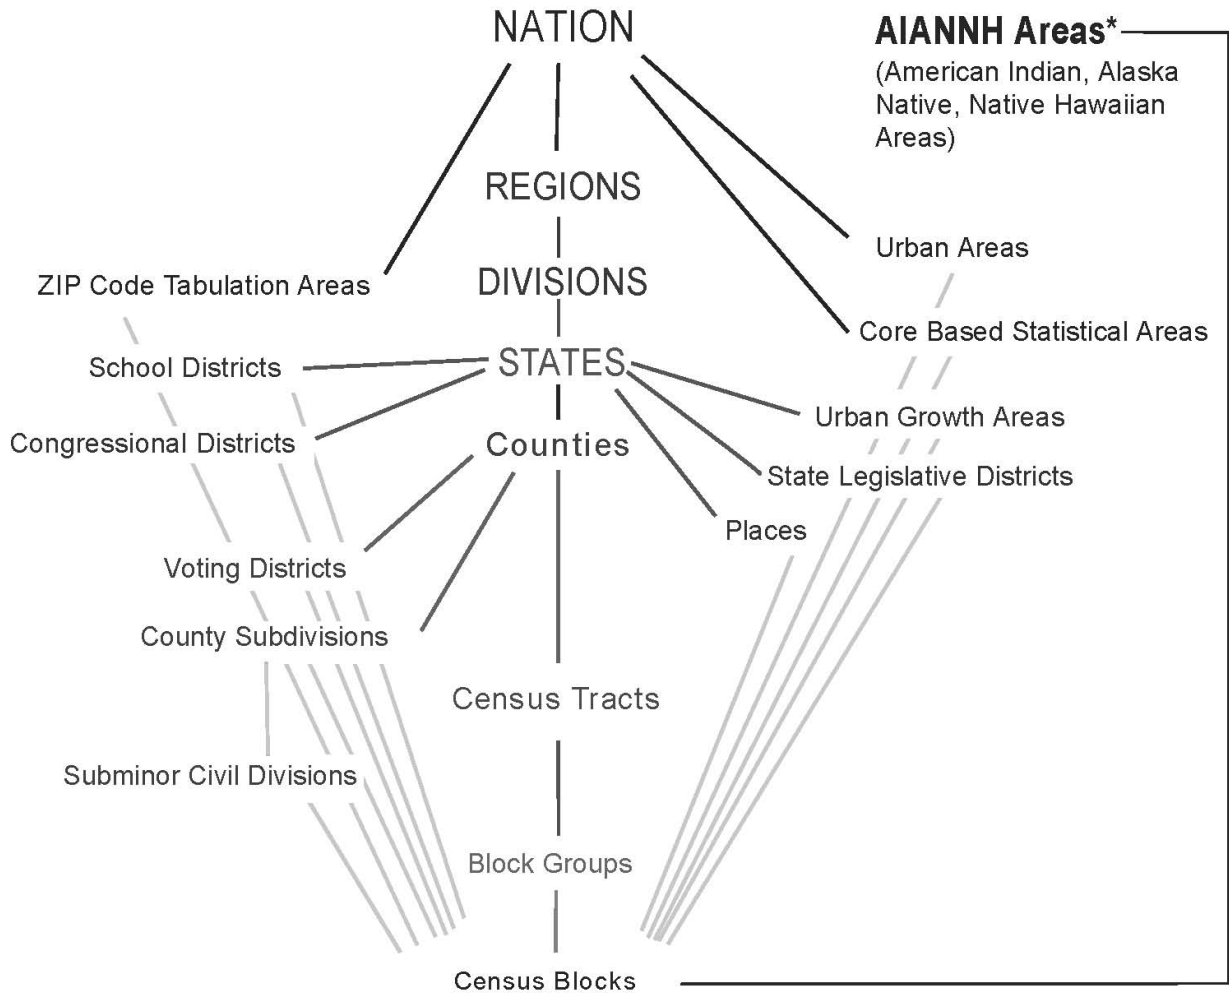 NATION
AIANNH Areas*
(American Indian, Alaska
Native, Native Hawaiian
Areas)
REGIONS
Urban Areas
ZIP Code Tabulation Areas
DIVISIONS
Core Based Statistical Areas
School Districts
STATES
Urban Growth Areas
Congressional Districts
Counties
State Legislative Districts
Places
Voting Districts
County Subdivisions
Census Tracts
Subminor Civil Divisions
Block Groups
Census Blocks